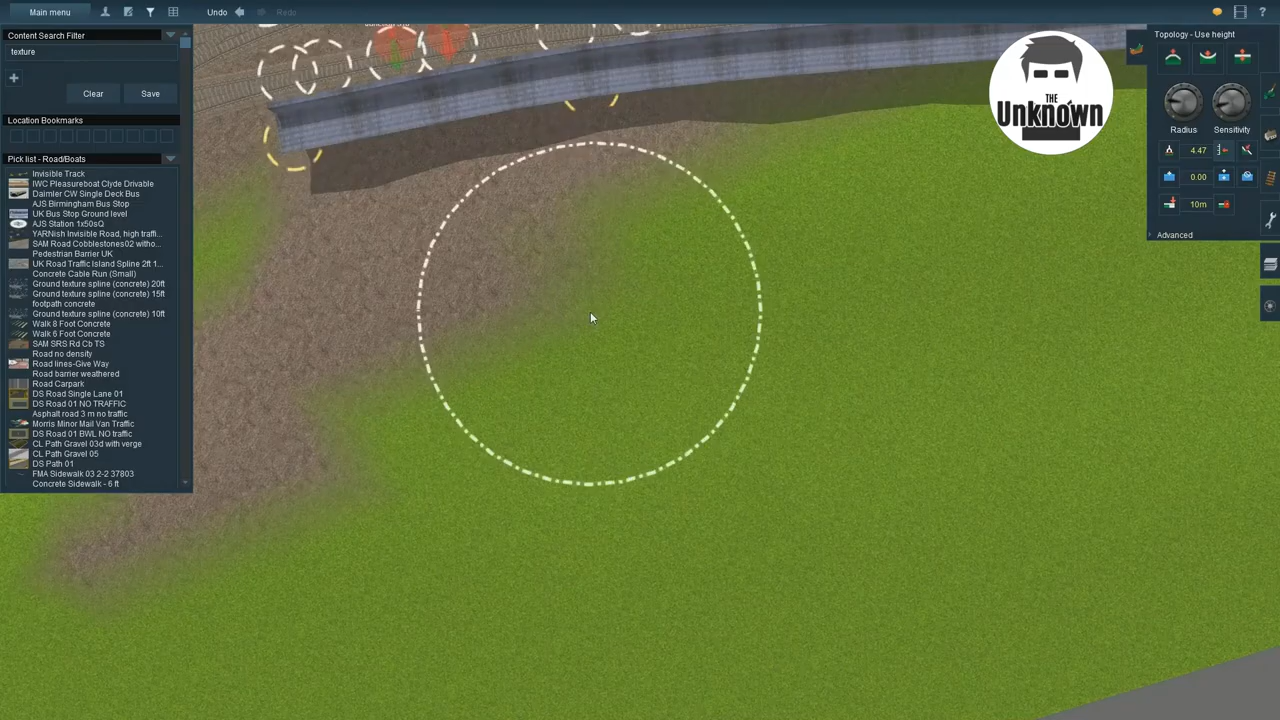 Main menu
Undo
Redo
Content Search Filter
texture
Clear
Save
Location Bookmarks
Pick list - Road/Boats
Invisible Track
IWC Pleasureboat Clyde Drivable
Daimler CW Single Deck Bus
AJS Birmingham Bus Stop
UK Bus Stop Ground level
AJS Station 1x50sQ
YARNish Invisible Road, high traffi...
SAM Road Cobblestones02 witho...
Pedestrian Barrier UK
UK Road Traffic Island Spline 2ft 1...
Concrete Cable Run (Small)
Ground texture spline (concrete) 20ft
Ground texture spline (concrete) 15ft
footpath concrete
Ground texture spline (concrete) 10ft
Walk 8 Foot Concrete
Walk 6 Foot Concrete
SAM SRS Rd Cb TS
Road no density
Road lines-Give Way
Road barrier weathered
Road Carpark
DS Road Single Lane 01
DS Road 01 NO TRAFFIC
Asphalt road 3 m no traffic
Morris Minor Mail Van Traffic
DS Road 01 BWL NO traffic
CL Path Gravel 03d with verge
CL Path Gravel 05
DS Path 01
FMA Sidewalk 03 2-2 37803
Concrete Sidewalk - 6 ft
THE
Unknown
Topology - Use height
Radius
Sensitivity
4.47
0.00
10m
Advanced